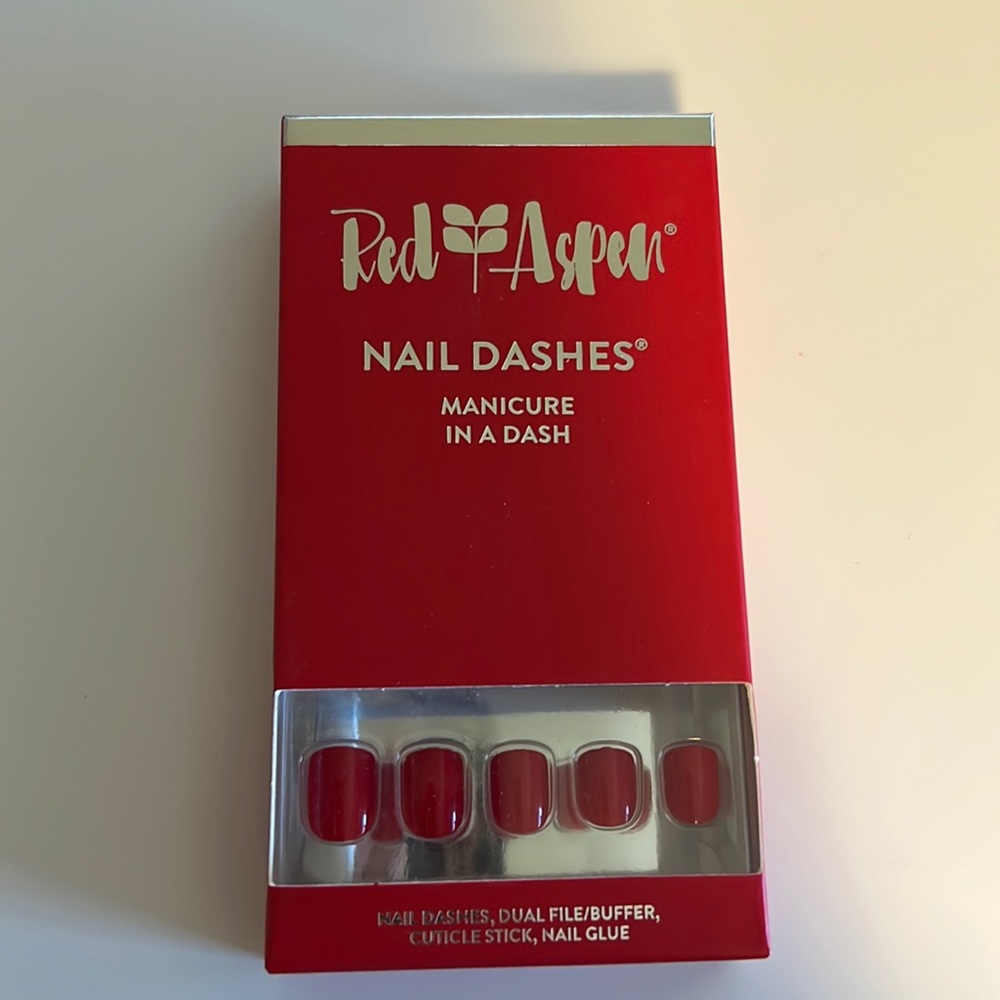 Red Aspen®
NAIL DASHES®
MANICURE
IN A DASH
NAIL DASHES, DUAL FILE/BUFFER,
CUTICLE STICK, NAIL GLUE